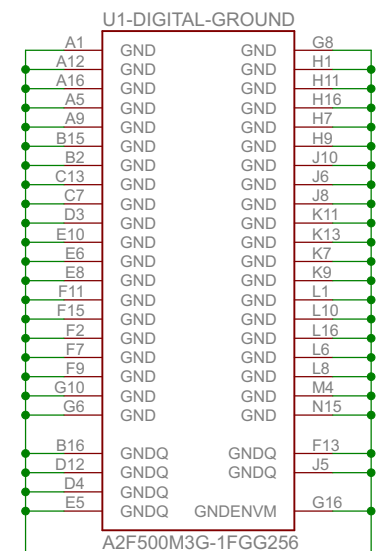 U1-DIGITAL-GROUND
A1 GND GND G8
A12 GND GND H1
A16 GND GND H11
A5 GND GND H16
A9 GND GND H7
B15 GND GND H9
B2 GND GND J10
C13 GND GND J6
C7 GND GND J8
D3 GND GND K11
E10 GND GND K13
E6 GND GND K7
E8 GND GND K9
F11 GND GND L1
F15 GND GND L10
F2 GND GND L16
F7 GND GND L6
F9 GND GND L8
G10 GND GND M4
G6 GND GND N15
B16 GNDQ GNDQ F13
D12 GNDQ GNDQ J5
D4 GNDQ
E5 GNDQ GNDENVM G16
A2F500M3G-1FGG256